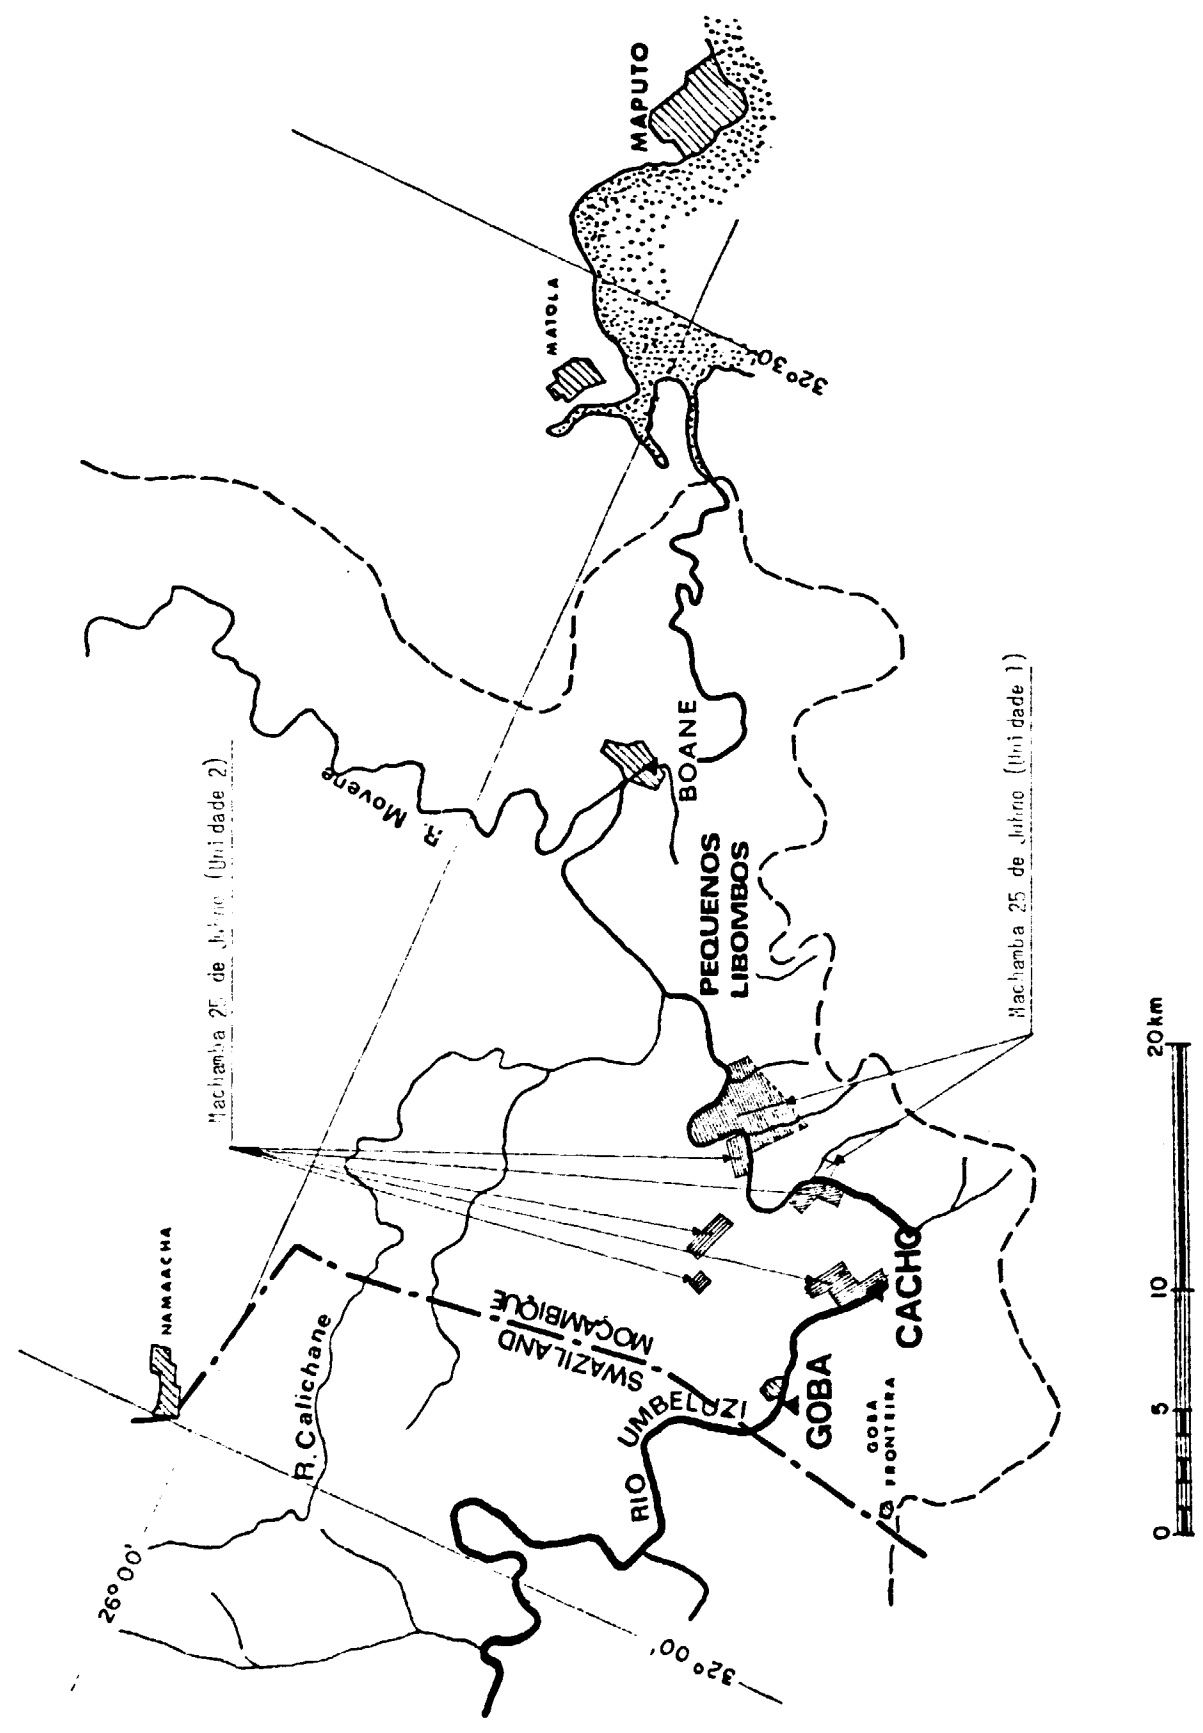 MAPUTO
MATOLA
32°30'
Machamba 25 de Julho (Unidade 2)
R. Movene
BOANE
PEQUENOS
LIBOMBOS
Machamba 25 de Julho (Unidade 1)
NAMAACHA
R. Calichane
SWAZILAND
MOÇAMBIQUE
RIO
UMBELUZI
GOBA
CACHO
GOBA
FRONTEIRA
26°00'
32°00'
0
5
10
20km